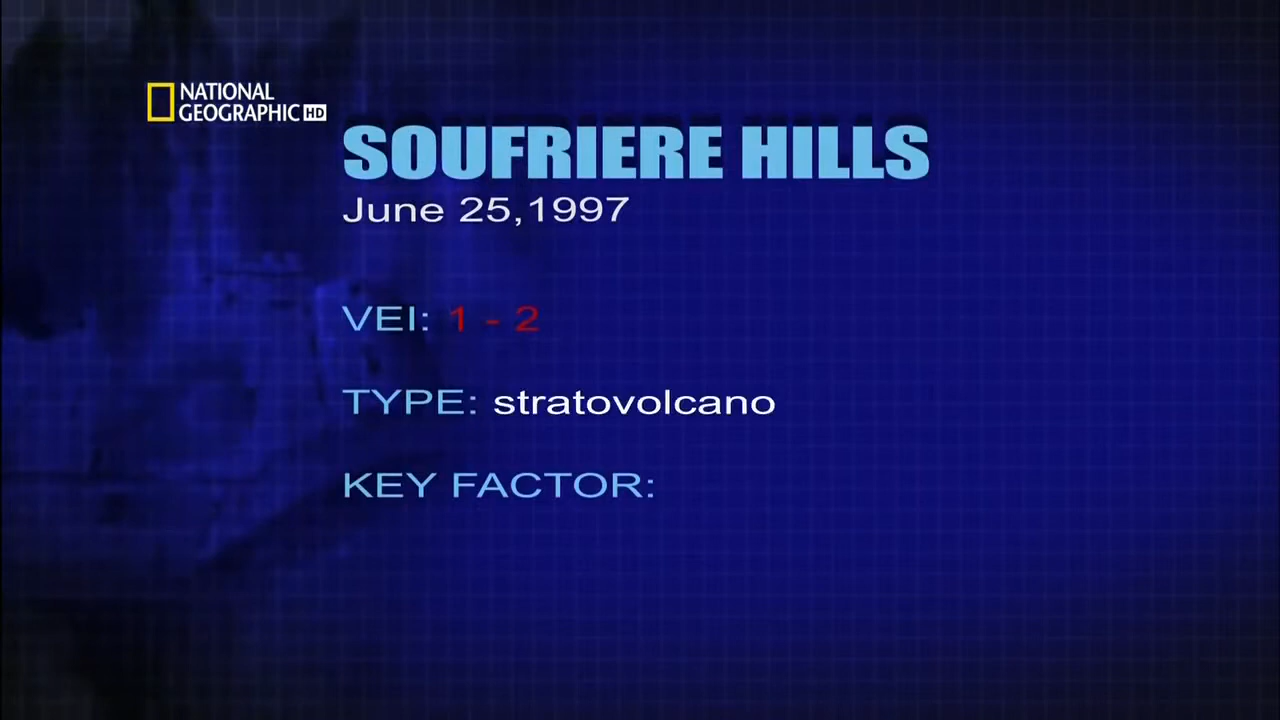 NATIONAL
GEOGRAPHIC HD
SOUFRIERE HILLS
June 25,1997
VEI: 1 - 2
TYPE: stratovolcano
KEY FACTOR: